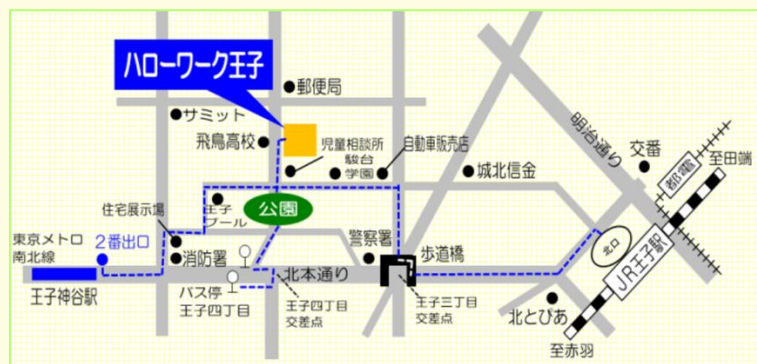 ハローワーク王子
郵便局
サミット
飛鳥高校
児童相談所
駿台
学園
自動車販売店
城北信金
明治通り
交番
都電
至田端
住宅展示場
王子
プール
公園
東京メトロ
南北線
2番出口
消防署
警察署
歩道橋
北口
JR王子駅
王子神谷駅
バス停
王子四丁目
北本通り
王子四丁目
交差点
王子三丁目
交差点
北とぴあ
至赤羽